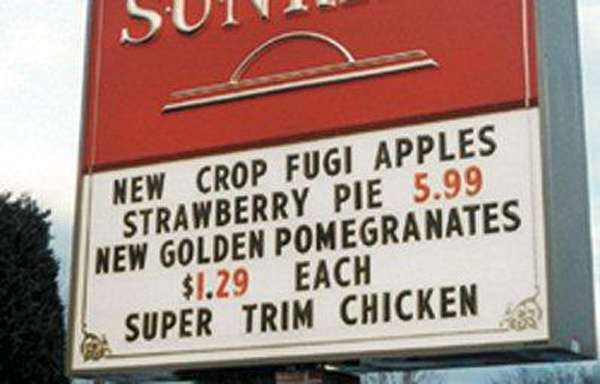 NEW CROP FUGI APPLES
STRAWBERRY PIE 5.99
NEW GOLDEN POMEGRANATES
$1.29 EACH
SUPER TRIM CHICKEN